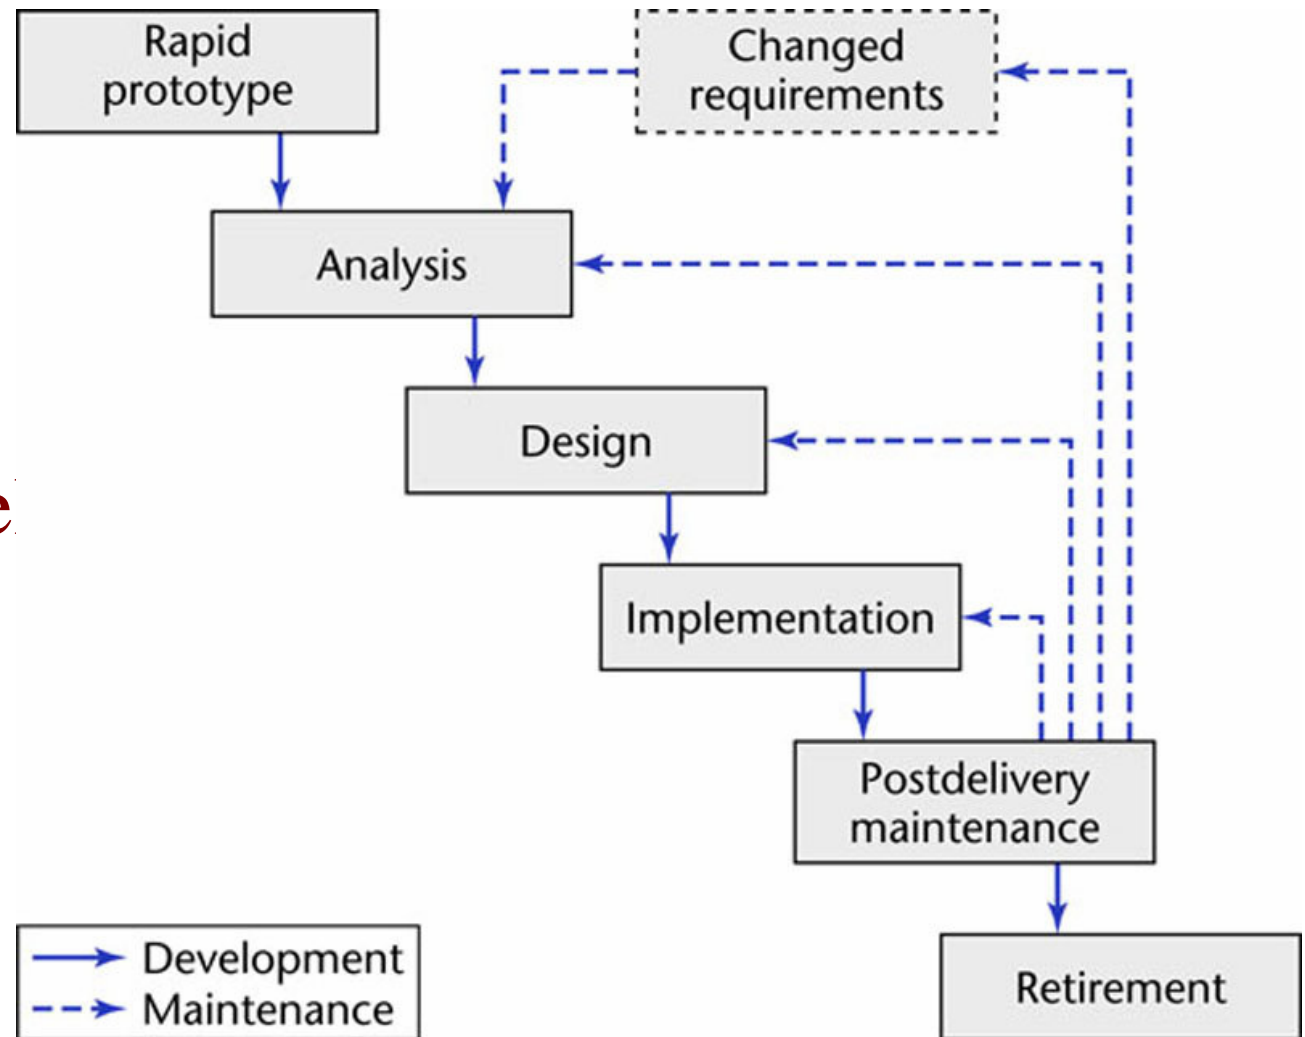 Rapid
prototype
Changed
requirements
Analysis
Design
Implementation
Postdelivery
maintenance
Retirement
Development
Maintenance